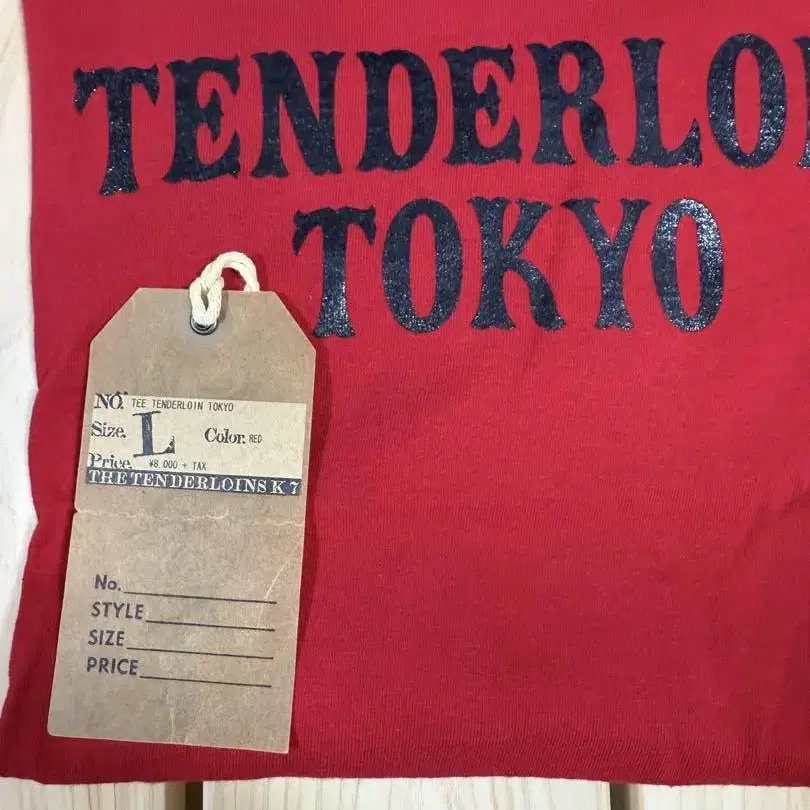 TENDERLOI
TOKYO
NO. TEE TENDERLOIN TOKYO
Size. L Color. RED
Price. ¥8,000 + TAX
THE TENDERLOINS K 7
No.
STYLE
SIZE
PRICE